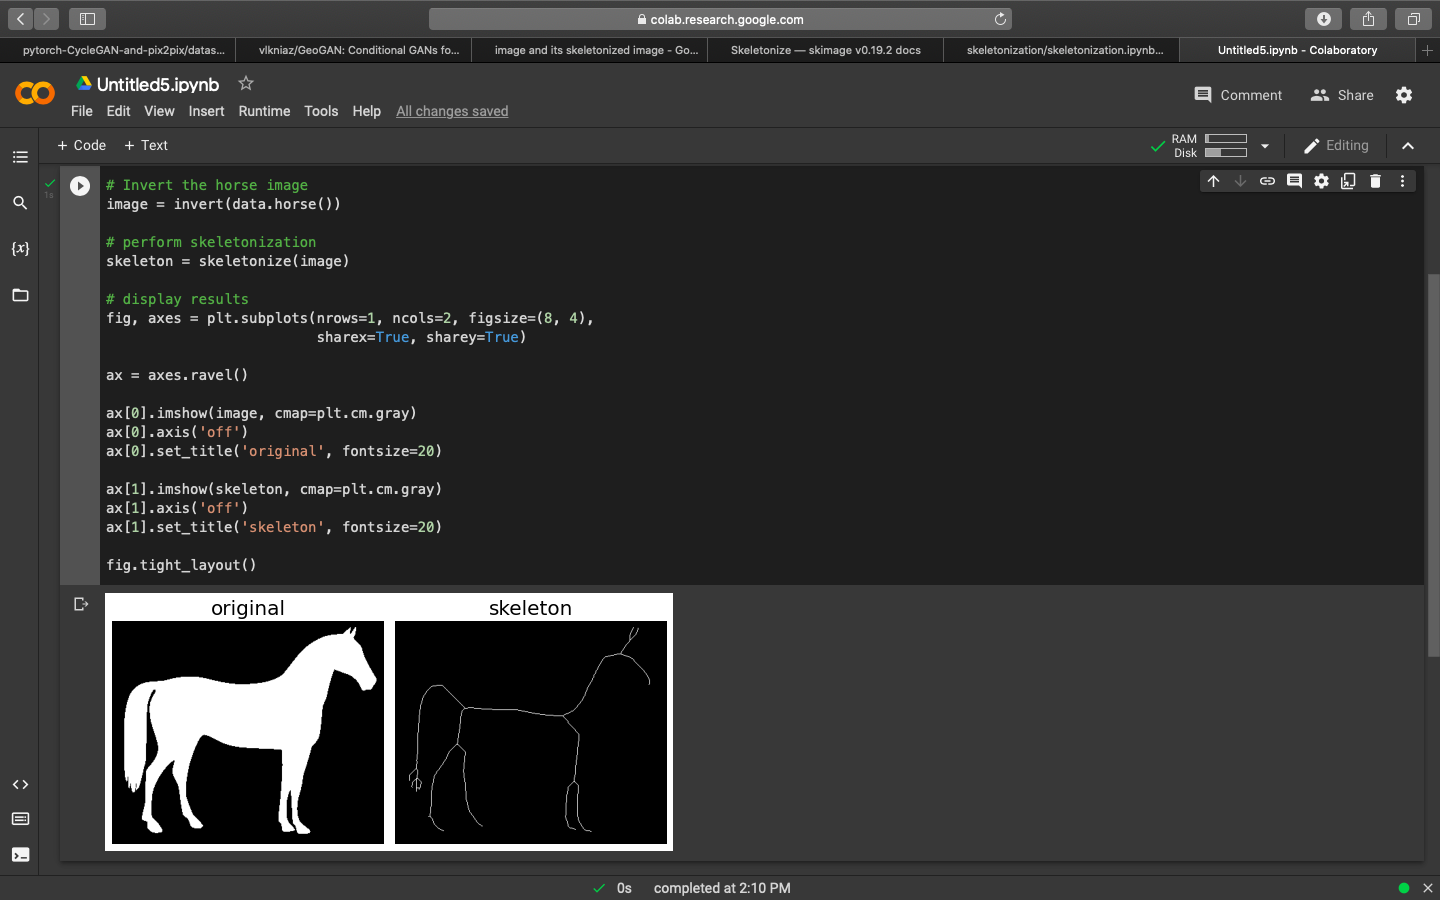 colab.research.google.com
pytorch-CycleGAN-and-pix2pix/datas...
vlkniaz/GeoGAN: Conditional GANs fo...
image and its skeletonized image - Go...
Skeletonize — skimage v0.19.2 docs
skeletonization/skeletonization.ipynb...
Untitled5.ipynb - Colaboratory
Untitled5.ipynb
File Edit View Insert Runtime Tools Help All changes saved
Comment
Share
+ Code + Text
RAM
Disk
Editing
1s
{x}
# Invert the horse image
image = invert(data.horse())
# perform skeletonization
skeleton = skeletonize(image)
# display results
fig, axes = plt.subplots(nrows=1, ncols=2, figsize=(8, 4),
                         sharex=True, sharey=True)
ax = axes.ravel()
ax[0].imshow(image, cmap=plt.cm.gray)
ax[0].axis('off')
ax[0].set_title('original', fontsize=20)
ax[1].imshow(skeleton, cmap=plt.cm.gray)
ax[1].axis('off')
ax[1].set_title('skeleton', fontsize=20)
fig.tight_layout()
original
skeleton
0s completed at 2:10 PM